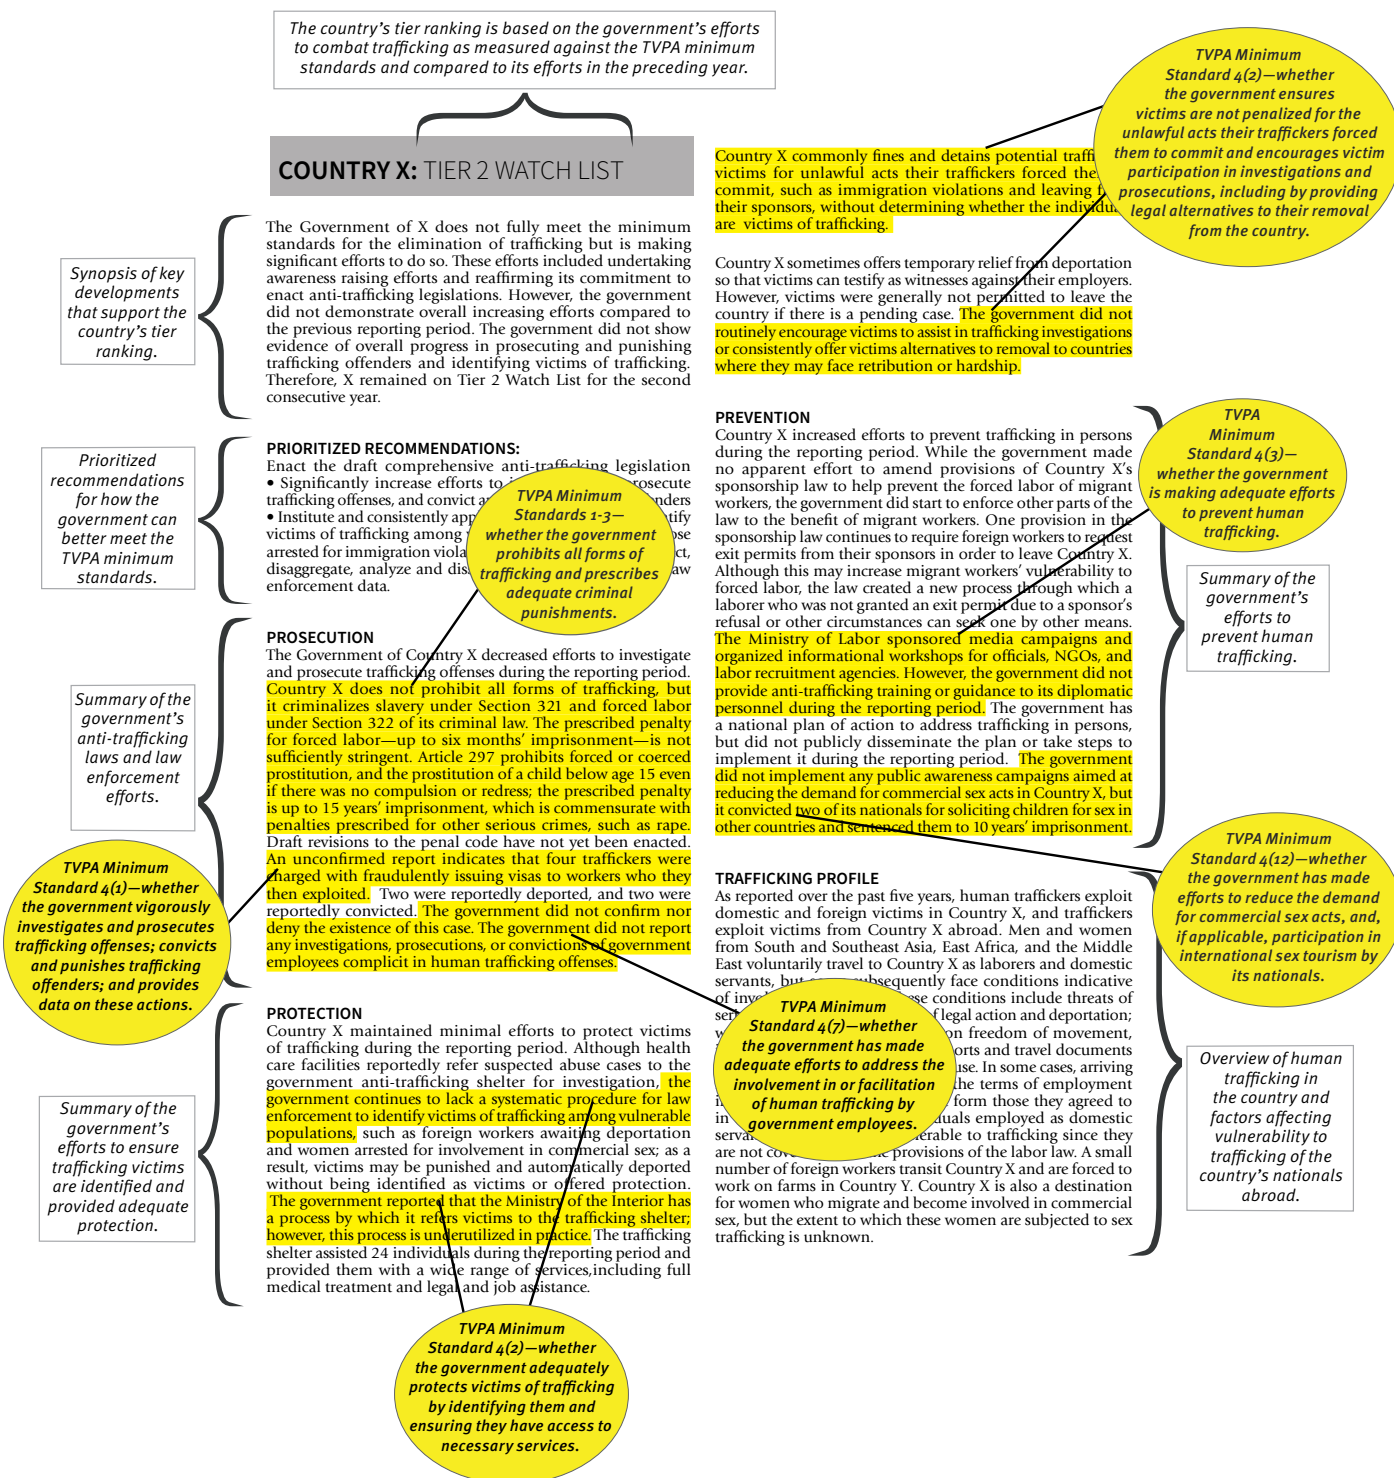 The country's tier ranking is based on the government's efforts
to combat trafficking as measured against the TVPA minimum
standards and compared to its efforts in the preceding year.
COUNTRY X: TIER 2 WATCH LIST
Synopsis of key
developments
that support the
country's tier
ranking.
The Government of X does not fully meet the minimum
standards for the elimination of trafficking but is making
significant efforts to do so. These efforts included undertaking
awareness raising efforts and reaffirming its commitment to
enact anti-trafficking legislations. However, the government
did not demonstrate overall increasing efforts compared to
the previous reporting period. The government did not show
evidence of overall progress in prosecuting and punishing
trafficking offenders and identifying victims of trafficking.
Therefore, X remained on Tier 2 Watch List for the second
consecutive year.
Prioritized
recommendations
for how the
government can
better meet the
TVPA minimum
standards.
PRIORITIZED RECOMMENDATIONS:
Enact the draft comprehensive anti-trafficking legislation
• Significantly increase efforts to
trafficking offenses, and convict
• Institute and consistently
victims of trafficking among
arrested for immigration
disaggregate, analyze and
enforcement data.
TVPA Minimum
Standards 1-3—
whether the government
prohibits all forms of
trafficking and prescribes
adequate criminal
punishments.
Summary of the
government's
anti-trafficking
laws and law
enforcement
efforts.
PROSECUTION
The Government of Country X decreased efforts to investigate
and prosecute trafficking offenses during the reporting period.
Country X does not prohibit all forms of trafficking, but
it criminalizes slavery under Section 321 and forced labor
under Section 322 of its criminal law. The prescribed penalty
for forced labor—up to six months' imprisonment—is not
sufficiently stringent. Article 297 prohibits forced or coerced
prostitution, and the prostitution of a child below age 15 even
if there was no compulsion or redress; the prescribed penalty
is up to 15 years' imprisonment, which is commensurate with
penalties prescribed for other serious crimes, such as rape.
Draft revisions to the penal code have not yet been enacted.
An unconfirmed report indicates that four traffickers were
charged with fraudulently issuing visas to workers who they
then exploited. Two were reportedly deported, and two were
reportedly convicted. The government did not confirm nor
deny the existence of this case. The government did not report
any investigations, prosecutions, or convictions of government
employees complicit in human trafficking offenses.
TVPA Minimum
Standard 4(1)—whether
the government vigorously
investigates and prosecutes
trafficking offenses; convicts
and punishes trafficking
offenders; and provides
data on these actions.
Summary of the
government's
efforts to ensure
trafficking victims
are identified and
provided adequate
protection.
PROTECTION
Country X maintained minimal efforts to protect victims
of trafficking during the reporting period. Although health
care facilities reportedly refer suspected abuse cases to the
government anti-trafficking shelter for investigation, the
government continues to lack a systematic procedure for law
enforcement to identify victims of trafficking among vulnerable
populations, such as foreign workers awaiting deportation
and women arrested for involvement in commercial sex; as a
result, victims may be punished and automatically deported
without being identified as victims or offered protection.
The government reported that the Ministry of the Interior has
a process by which it refers victims to the trafficking shelter;
however, this process is underutilized in practice. The trafficking
shelter assisted 24 individuals during the reporting period and
provided them with a wide range of services,including full
medical treatment and legal and job assistance.
TVPA Minimum
Standard 4(2)—whether
the government adequately
protects victims of trafficking
by identifying them and
ensuring they have access to
necessary services.
Country X commonly fines and detains potential
victims for unlawful acts their traffickers forced
commit, such as immigration violations and leaving
their sponsors, without determining whether the
are victims of trafficking.
TVPA Minimum
Standard 4(2)—whether
the government ensures
victims are not penalized for the
unlawful acts their traffickers forced
them to commit and encourages victim
participation in investigations and
prosecutions, including by providing
legal alternatives to their removal
from the country.
Country X sometimes offers temporary relief from deportation
so that victims can testify as witnesses against their employers.
However, victims were generally not permitted to leave the
country if there is a pending case. The government did not
routinely encourage victims to assist in trafficking investigations
or consistently offer victims alternatives to removal to countries
where they may face retribution or hardship.
PREVENTION
Country X increased efforts to prevent trafficking in persons
during the reporting period. While the government made
no apparent effort to amend provisions of Country X's
sponsorship law to help prevent the forced labor of migrant
workers, the government did start to enforce other parts of the
law to the benefit of migrant workers. One provision in the
sponsorship law continues to require foreign workers to request
exit permits from their sponsors in order to leave Country X.
Although this may increase migrant workers' vulnerability to
forced labor, the law created a new process through which a
laborer who was not granted an exit permit due to a sponsor's
refusal or other circumstances can seek one by other means.
The Ministry of Labor sponsored media campaigns and
organized informational workshops for officials, NGOs, and
labor recruitment agencies. However, the government did not
provide anti-trafficking training or guidance to its diplomatic
personnel during the reporting period. The government has
a national plan of action to address trafficking in persons,
but did not publicly disseminate the plan or take steps to
implement it during the reporting period. The government
did not implement any public awareness campaigns aimed at
reducing the demand for commercial sex acts in Country X, but
it convicted two of its nationals for soliciting children for sex in
other countries and sentenced them to 10 years' imprisonment.
TVPA
Minimum
Standard 4(3)—
whether the government
is making adequate efforts
to prevent human
trafficking.
Summary of the
government's
efforts to
prevent human
trafficking.
TVPA Minimum
Standard 4(12)—whether
the government has made
efforts to reduce the demand
for commercial sex acts, and,
if applicable, participation in
international sex tourism by
its nationals.
TRAFFICKING PROFILE
As reported over the past five years, human traffickers exploit
domestic and foreign victims in Country X, and traffickers
exploit victims from Country X abroad. Men and women
from South and Southeast Asia, East Africa, and the Middle
East voluntarily travel to Country X as laborers and domestic
servants, but subsequently face conditions indicative
of conditions include threats of
of legal action and deportation;
on freedom of movement,
and travel documents
In some cases, arriving
the terms of employment
form those they agreed to
in employed as domestic
to trafficking since they
are not provisions of the labor law. A small
number of foreign workers transit Country X and are forced to
work on farms in Country Y. Country X is also a destination
for women who migrate and become involved in commercial
sex, but the extent to which these women are subjected to sex
trafficking is unknown.
TVPA Minimum
Standard 4(7)—whether
the government has made
adequate efforts to address the
involvement in or facilitation
of human trafficking by
government employees.
Overview of human
trafficking in
the country and
factors affecting
vulnerability to
trafficking of the
country's nationals
abroad.